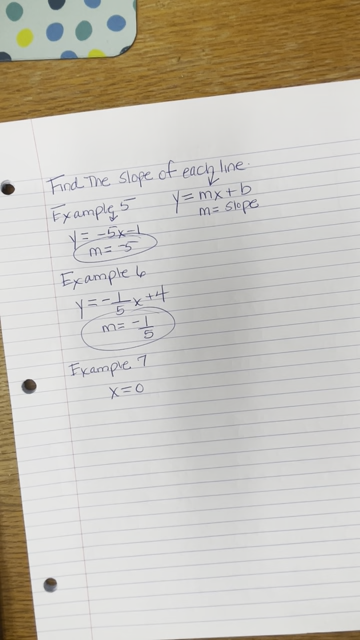 Find The slope of each line.
Example 5
y = mx + b
m = slope
y = -5x - 1
m = -5
Example 6
y = -1/5 x + 4
m = -1/5
Example 7
x = 0